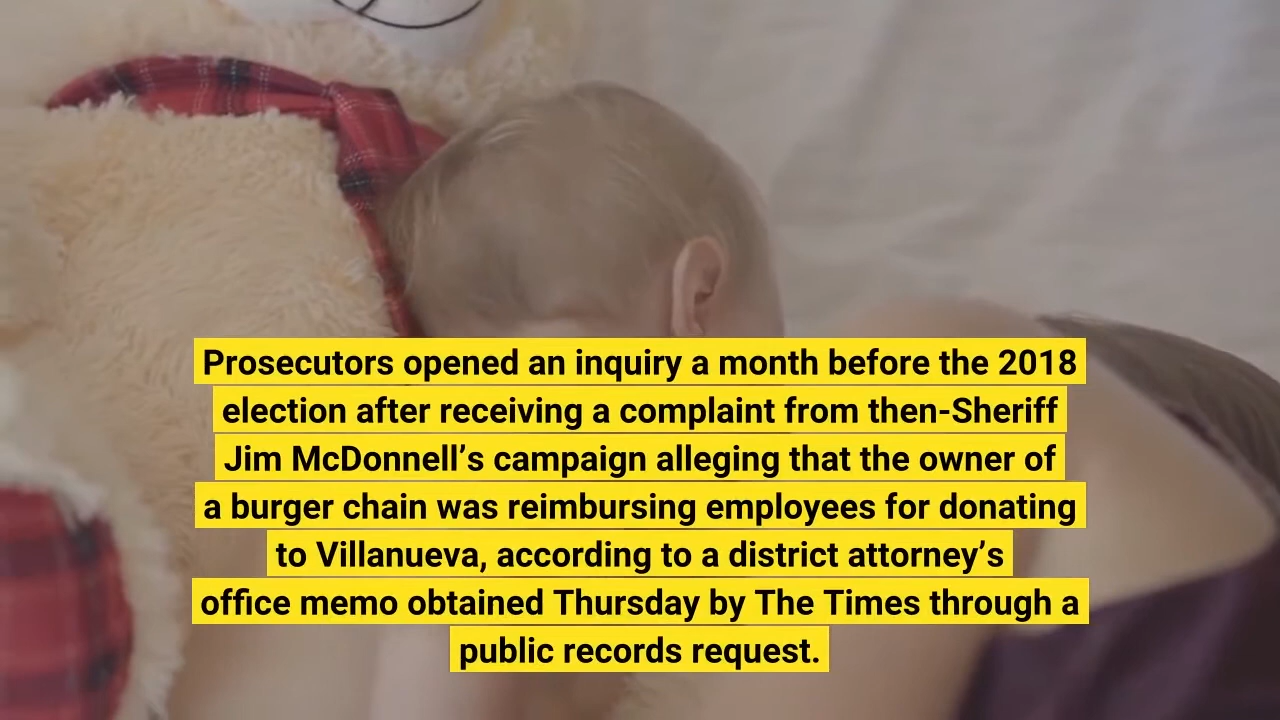 Prosecutors opened an inquiry a month before the 2018
election after receiving a complaint from then-Sheriff
Jim McDonnell’s campaign alleging that the owner of
a burger chain was reimbursing employees for donating
to Villanueva, according to a district attorney’s
office memo obtained Thursday by The Times through a
public records request.